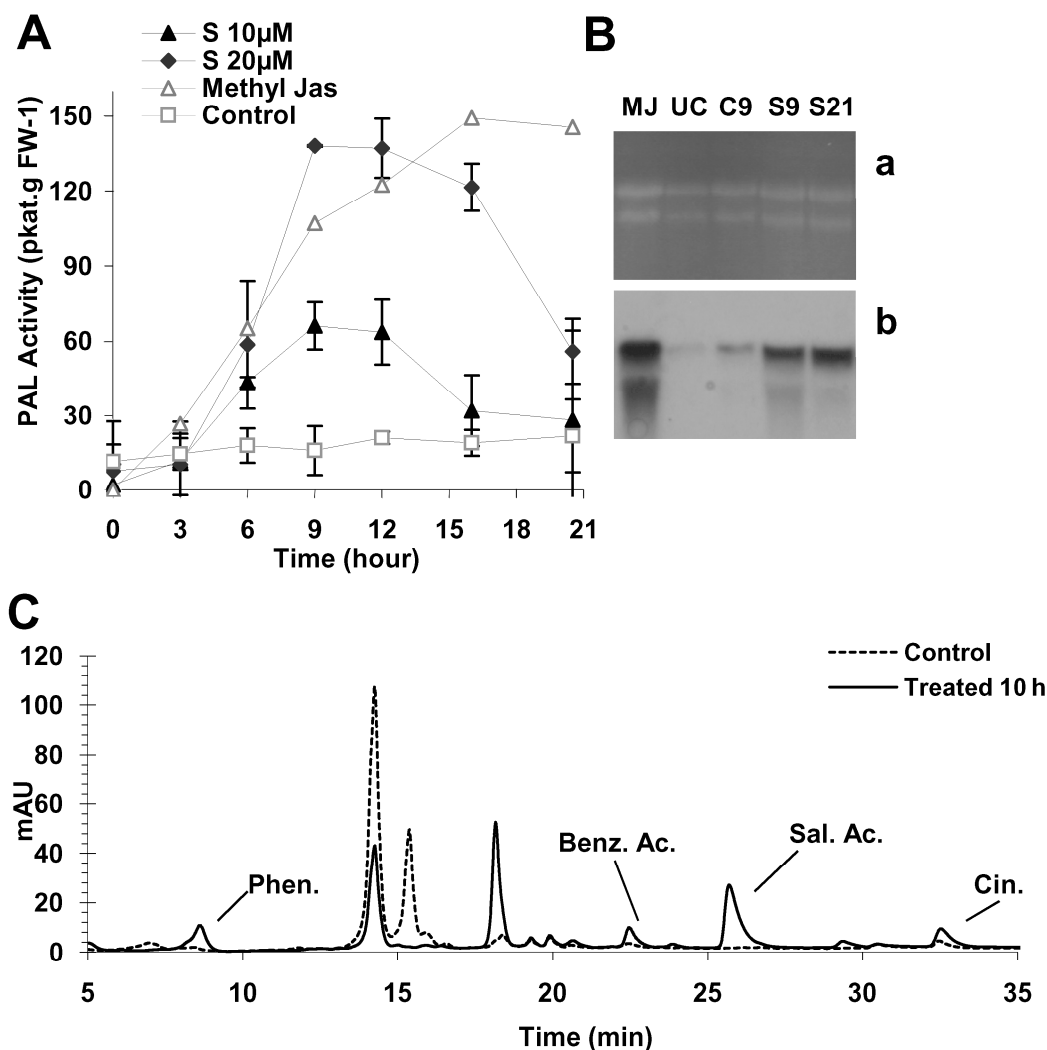 A
S 10µM
S 20µM
Methyl Jas
Control
PAL Activity (pkat.g FW-1)
150
120
90
60
30
0
0 3 6 9 12 15 18 21
Time (hour)
B
MJ UC C9 S9 S21
a
b
C
Control
Treated 10 h
mAU
120
100
80
60
40
20
0
Phen.
Benz. Ac.
Sal. Ac.
Cin.
5 10 15 20 25 30 35
Time (min)